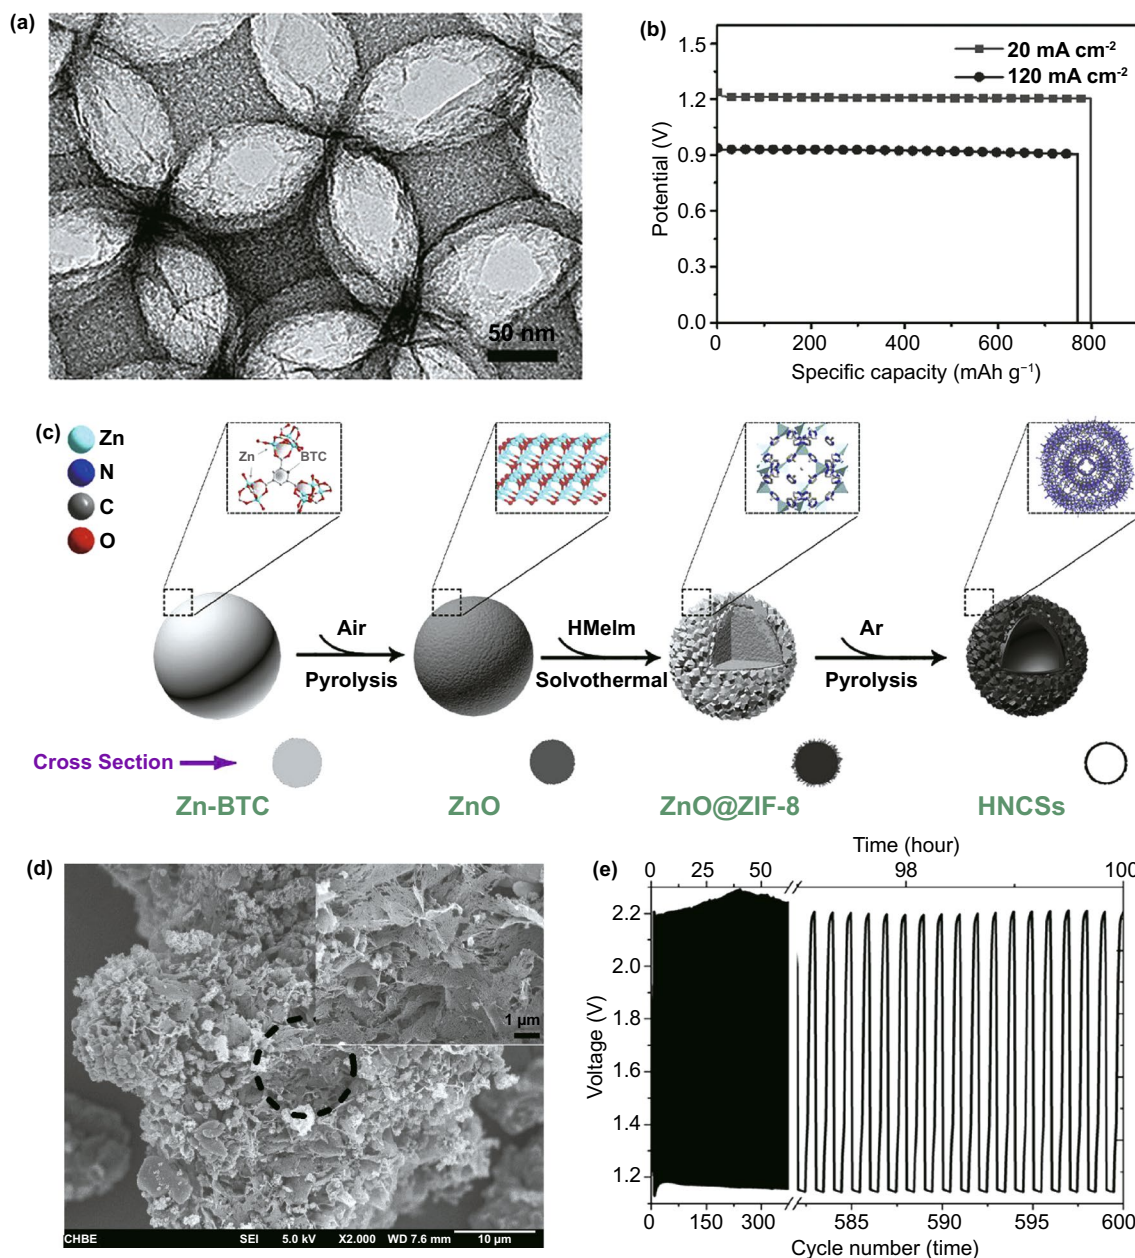 (a)
50 nm
(b)
1.5
1.2
0.9
0.6
0.3
0.0
Potential (V)
20 mA cm⁻²
120 mA cm⁻²
0 200 400 600 800
Specific capacity (mAh g⁻¹)
(c)
Zn
N
C
O
Zn BTC
Air
Pyrolysis
HMeIm
Solvothermal
Ar
Pyrolysis
Cross Section
Zn-BTC ZnO ZnO@ZIF-8 HNCSs
(d)
1 µm
CHBE SEI 5.0 kV X2.000 WD 7.6 mm 10 µm
(e)
Time (hour)
0 25 50 98 100
2.2
2.0
1.8
1.6
1.4
1.2
Voltage (V)
0 150 300 585 590 595 600
Cycle number (time)